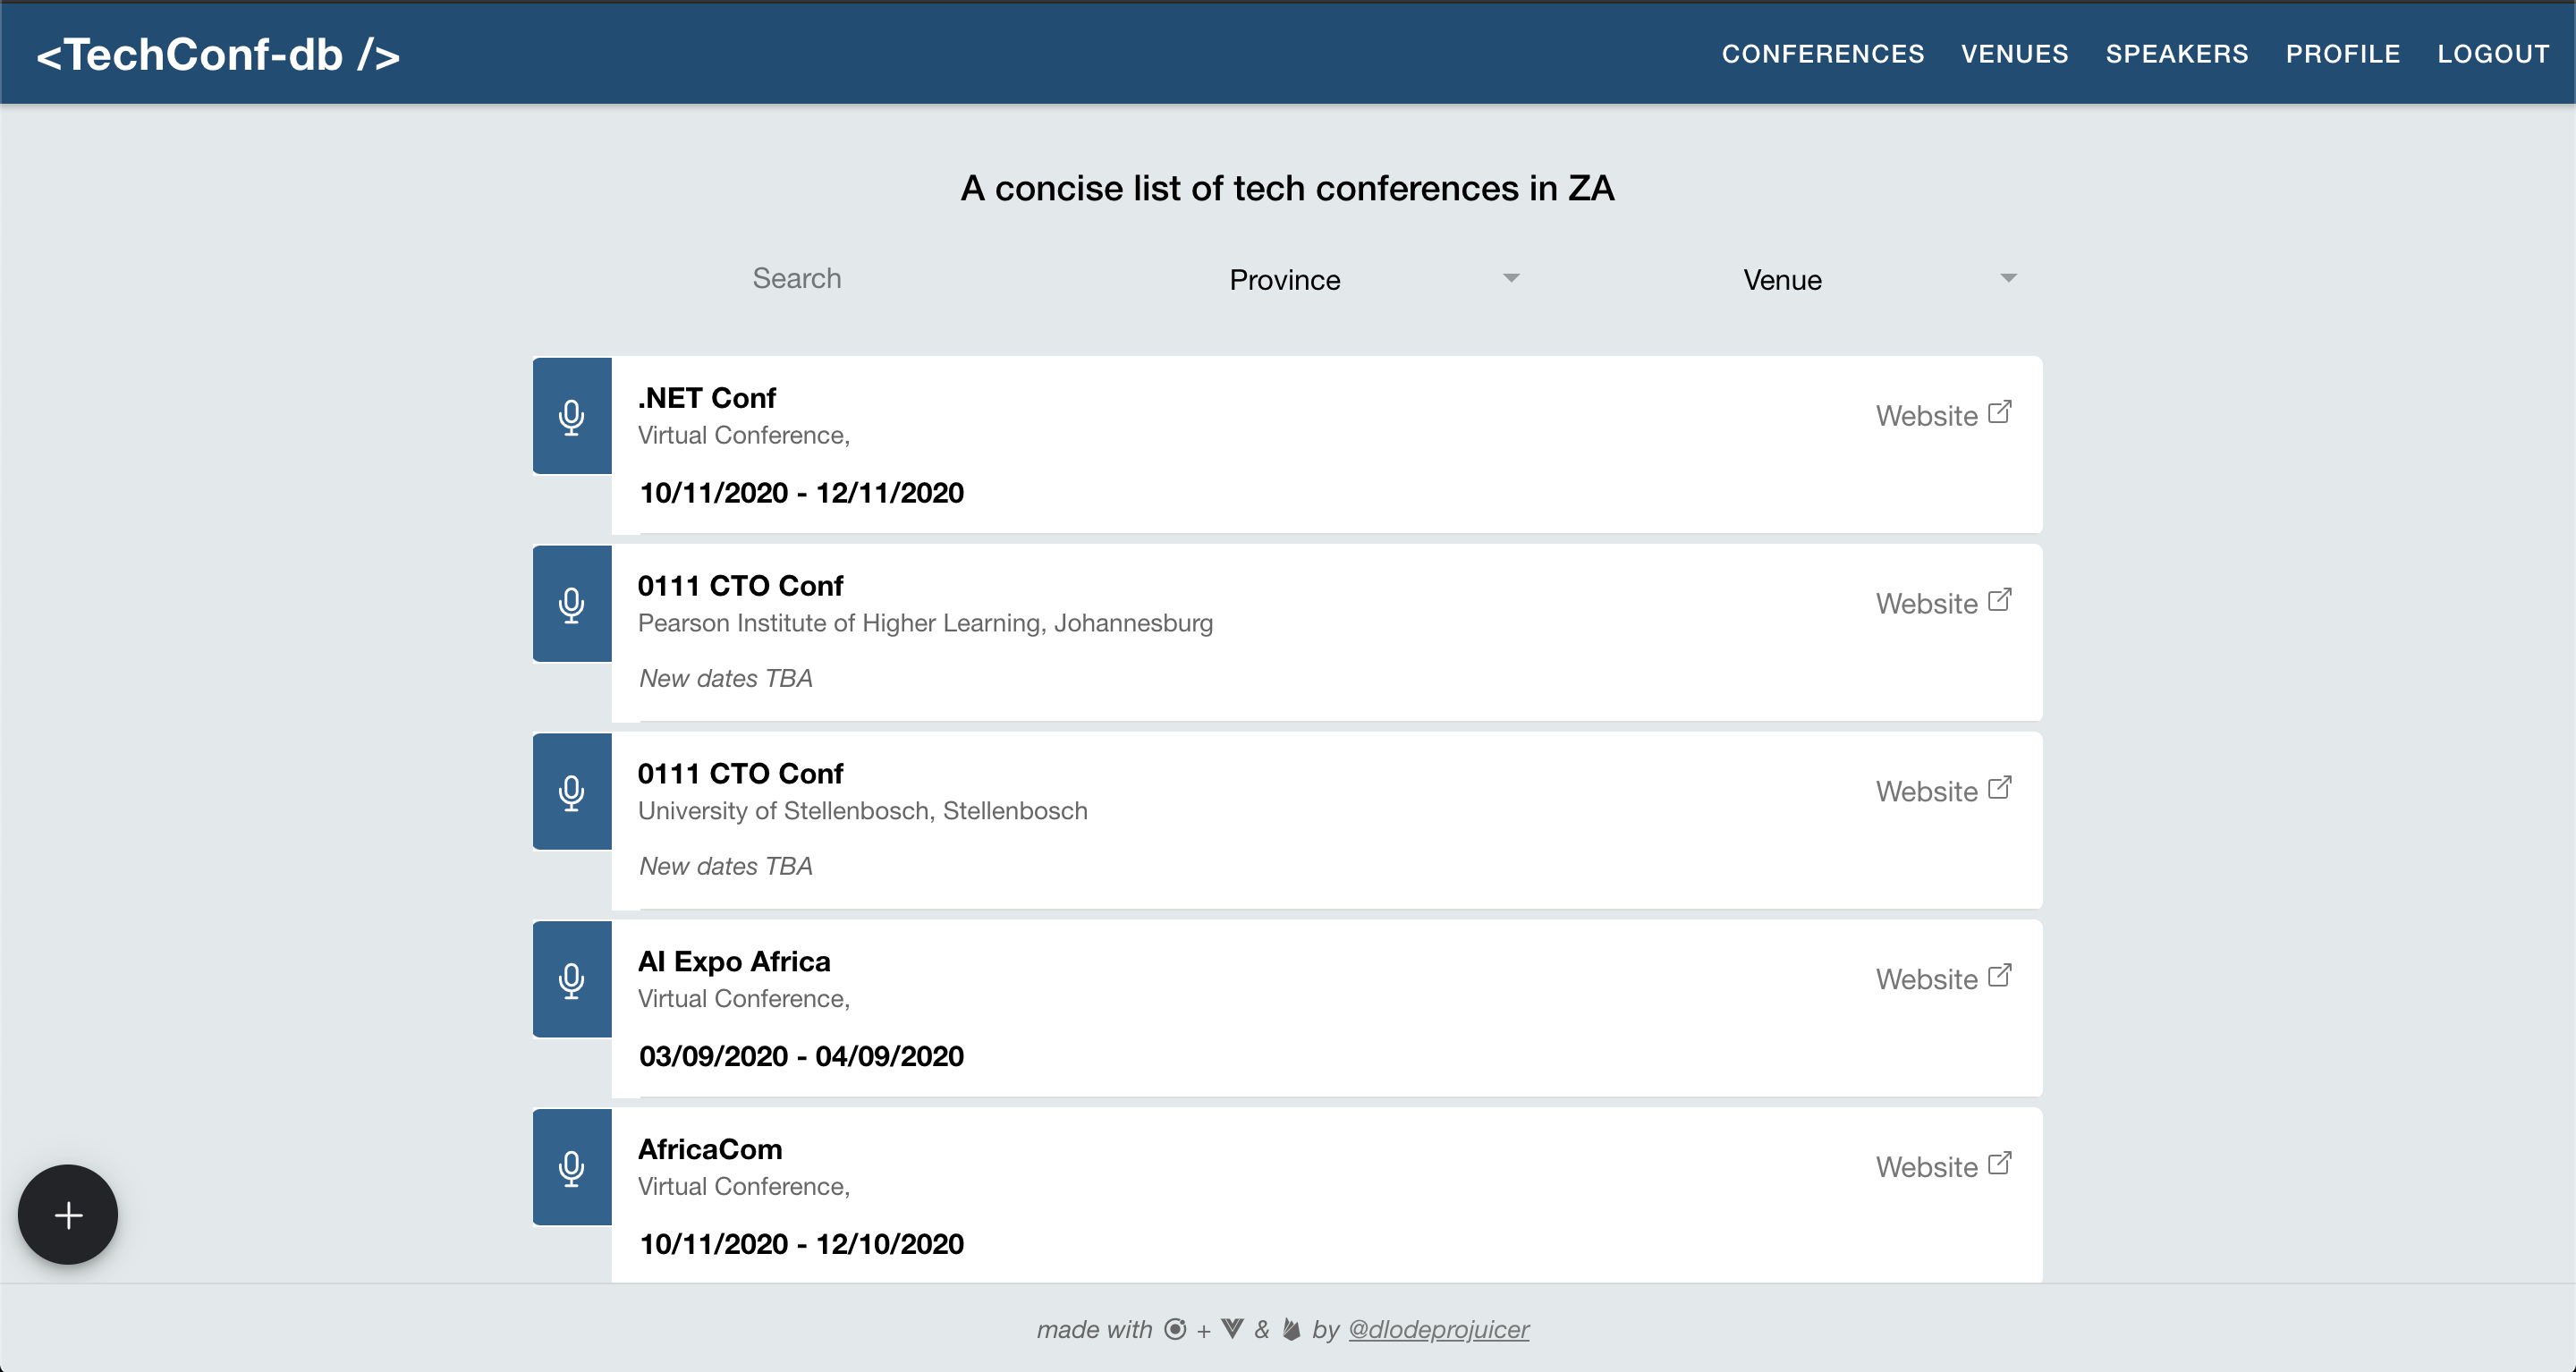 <TechConf-db />
CONFERENCES VENUES SPEAKERS PROFILE LOGOUT
A concise list of tech conferences in ZA
Search Province Venue
.NET Conf
Website
Virtual Conference,
10/11/2020 - 12/11/2020
0111 CTO Conf
Website
Pearson Institute of Higher Learning, Johannesburg
New dates TBA
0111 CTO Conf
Website
University of Stellenbosch, Stellenbosch
New dates TBA
AI Expo Africa
Website
Virtual Conference,
03/09/2020 - 04/09/2020
AfricaCom
Website
Virtual Conference,
10/11/2020 - 12/10/2020
made with + & by @dlodeprojuicer